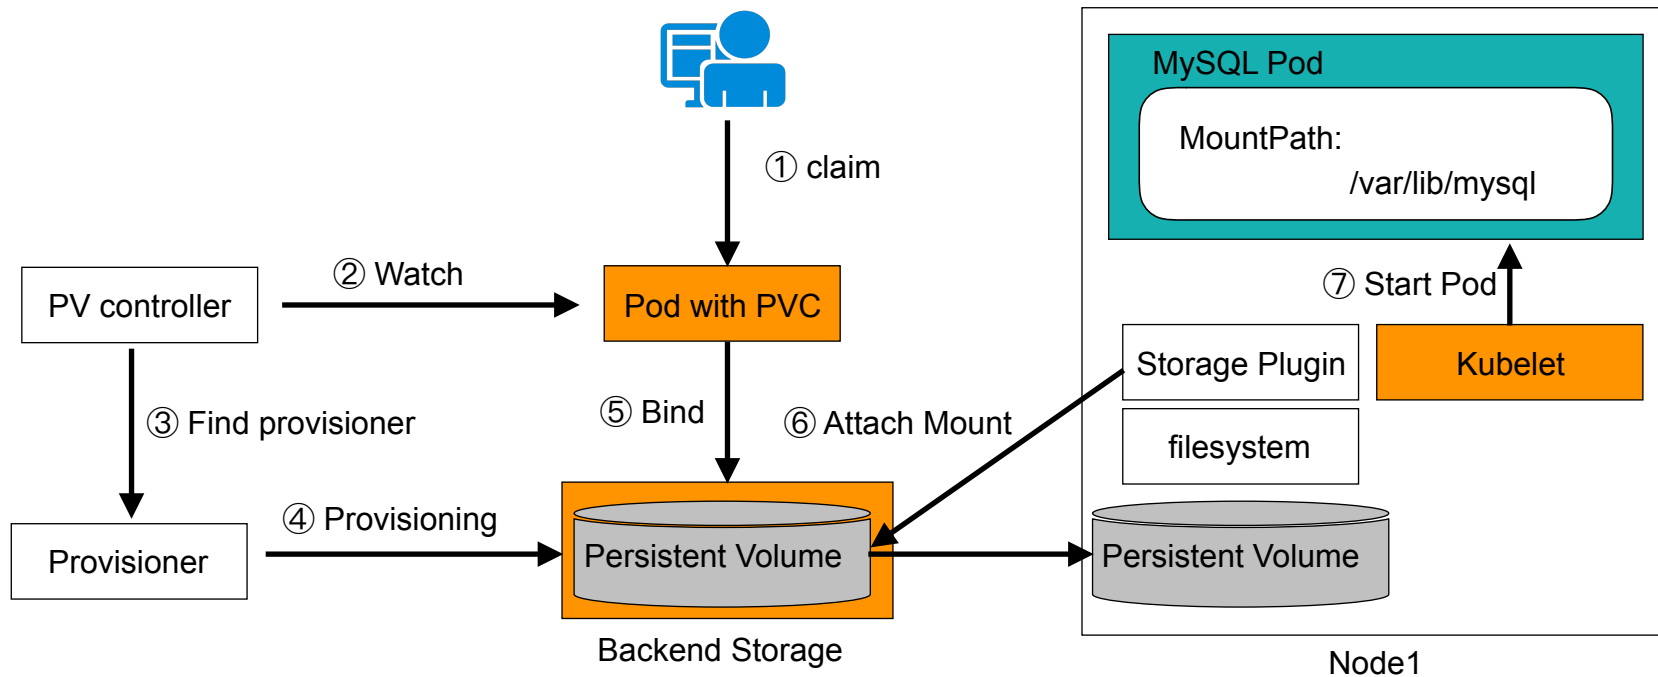 MySQL Pod
MountPath:
/var/lib/mysql
① claim
② Watch
PV controller
Pod with PVC
⑦ Start Pod
Storage Plugin
Kubelet
③ Find provisioner
⑤ Bind
⑥ Attach Mount
filesystem
④ Provisioning
Provisioner
Persistent Volume
Persistent Volume
Backend Storage
Node1